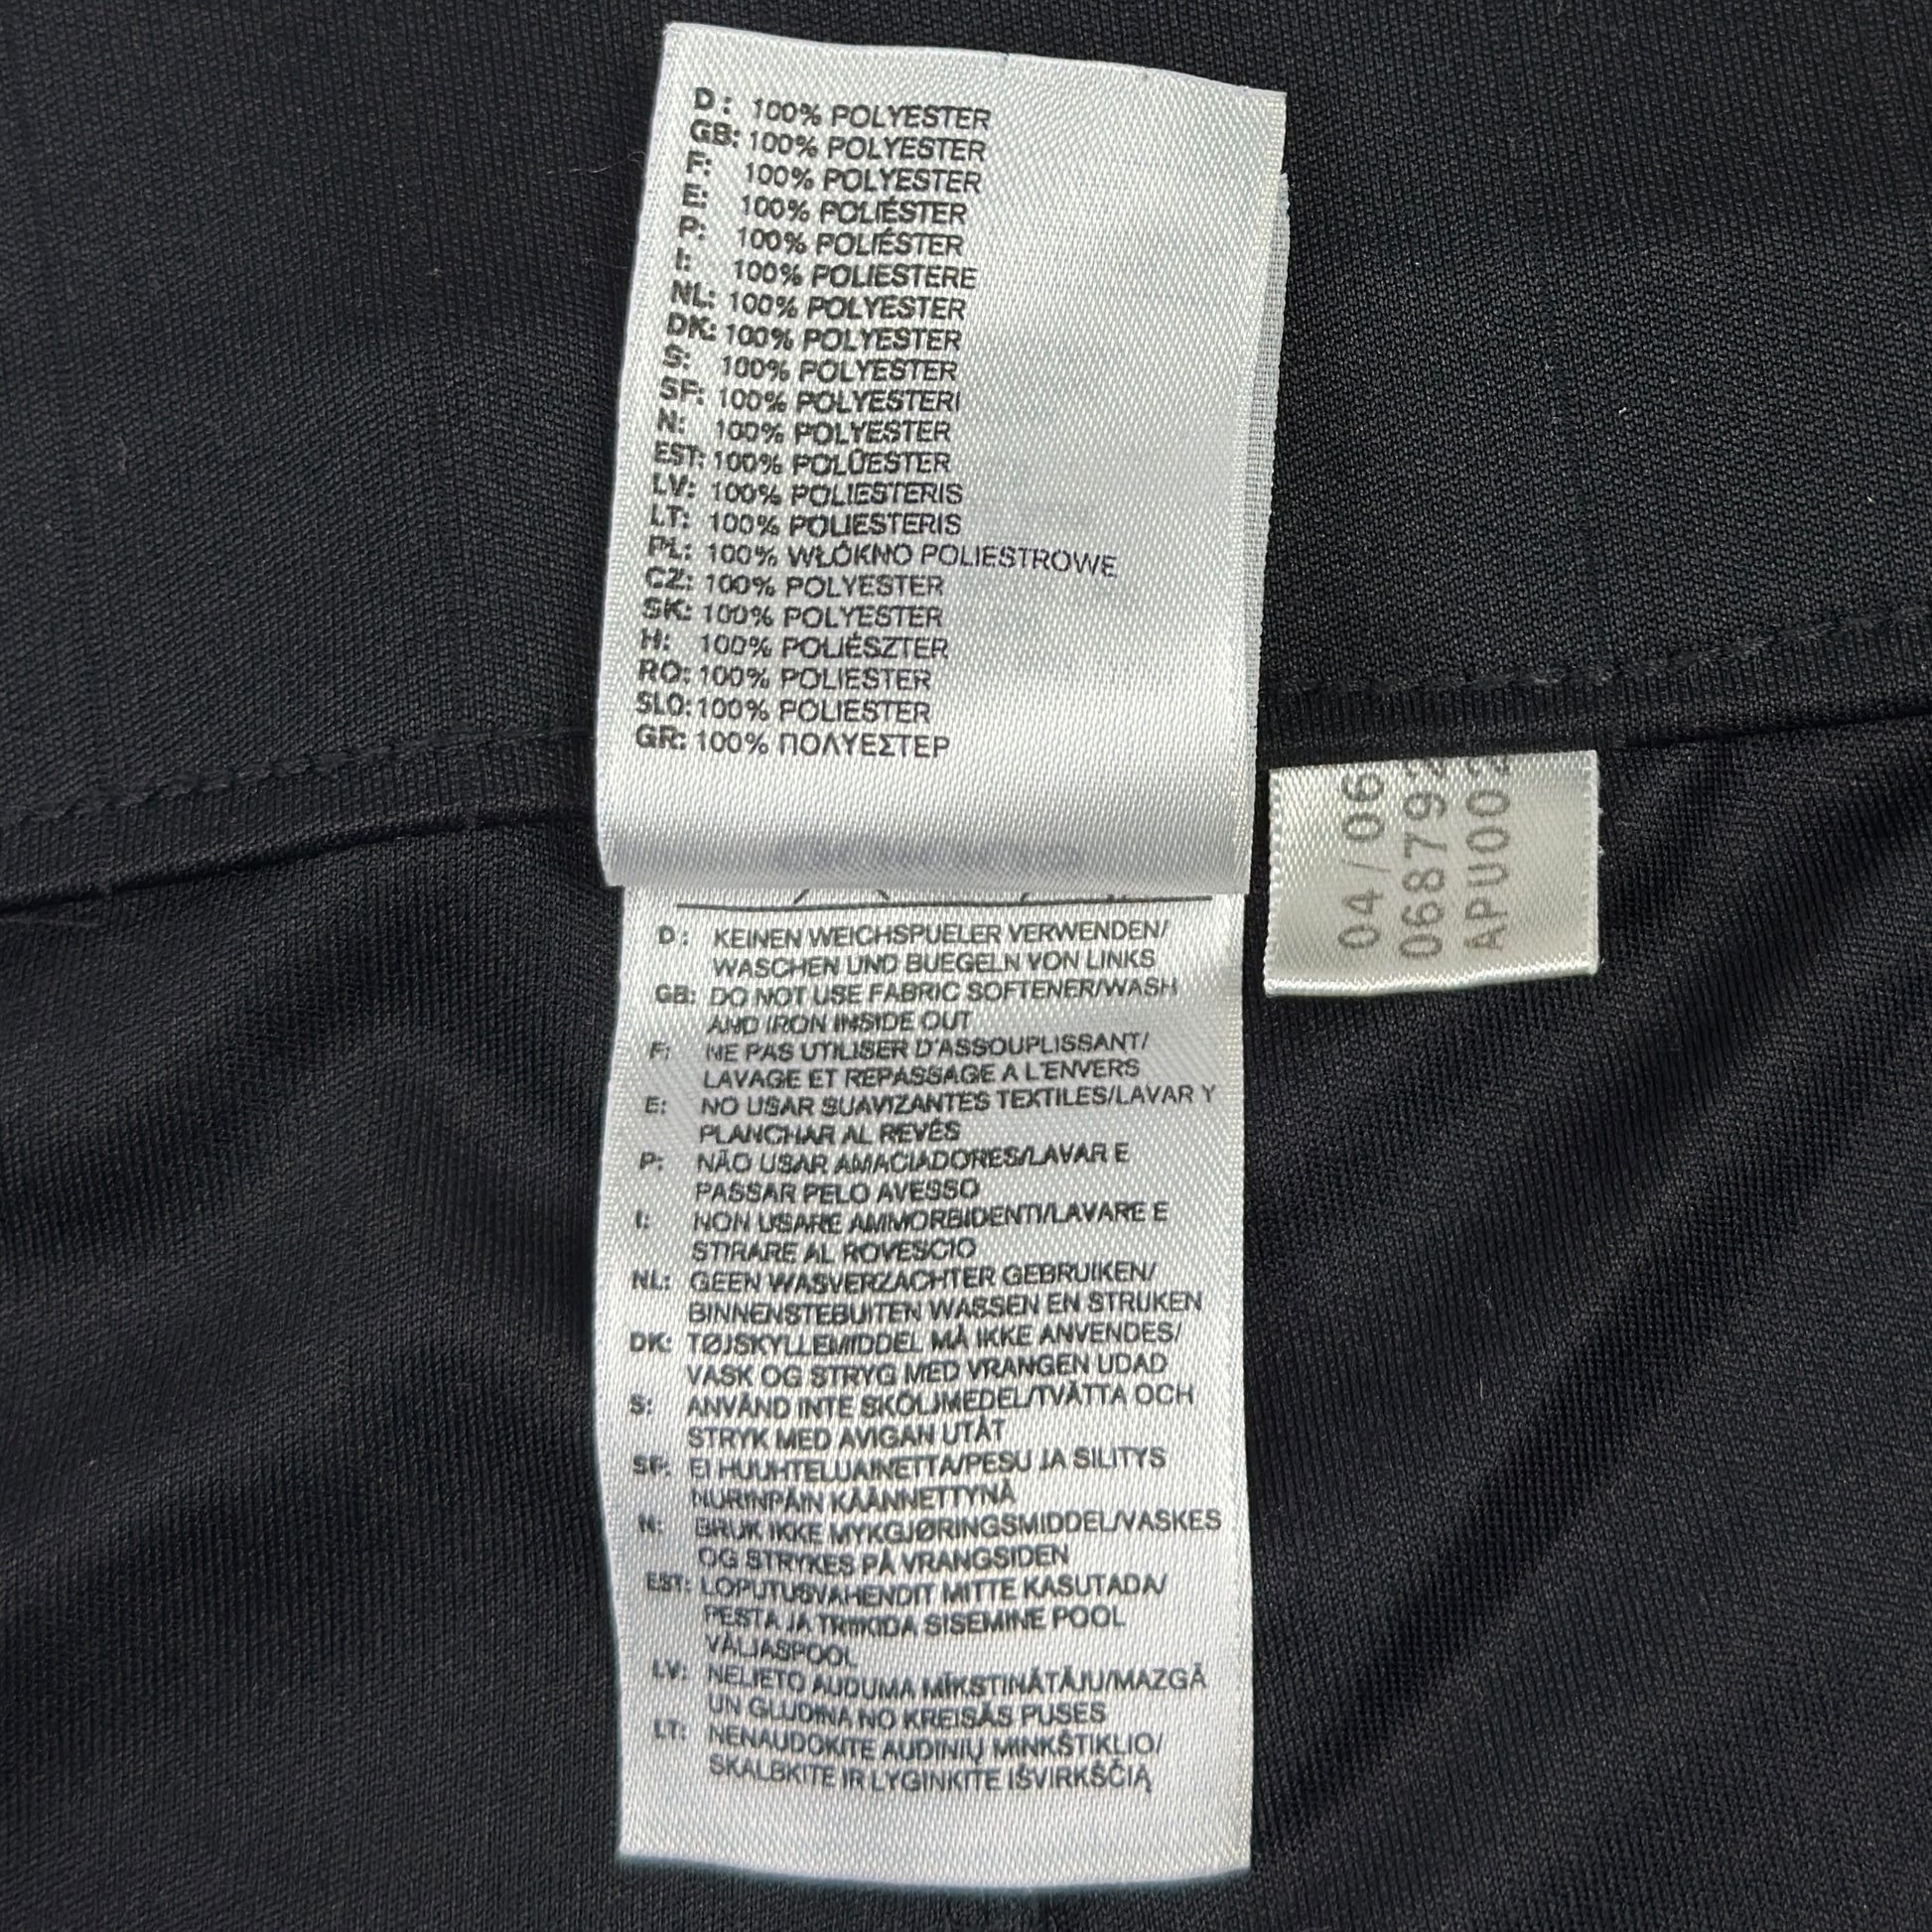 D: 100% POLYESTER
GB: 100% POLYESTER
F: 100% POLYESTER
E: 100% POLIÉSTER
P: 100% POLIÉSTER
I: 100% POLIESTERE
NL: 100% POLYESTER
DK: 100% POLYESTER
S: 100% POLYESTER
SF: 100% POLYESTERI
N: 100% POLYESTER
EST: 100% POLÜESTER
LV: 100% POLIESTERIS
LT: 100% POLIESTERIS
PL: 100% WŁÓKNO POLIESTROWE
CZ: 100% POLYESTER
SK: 100% POLYESTER
H: 100% POLIÉSZTER
RO: 100% POLIESTER
SLO: 100% POLIESTER
GR: 100% ΠΟΛΥΕΣΤΕΡ
D: KEINEN WEICHSPUELER VERWENDEN/
WASCHEN UND BUEGELN VON LINKS
GB: DO NOT USE FABRIC SOFTENER/WASH
AND IRON INSIDE OUT
F: NE PAS UTILISER D'ASSOUPLISSANT/
LAVAGE ET REPASSAGE A L'ENVERS
E: NO USAR SUAVIZANTES TEXTILES/LAVAR Y
PLANCHAR AL REVÉS
P: NÃO USAR AMACIADORES/LAVAR E
PASSAR PELO AVESSO
I: NON USARE AMMORBIDENTI/LAVARE E
STIRARE AL ROVESCIO
NL: GEEN WASVERZACHTER GEBRUIKEN/
BINNENSTEBUITEN WASSEN EN STRIJKEN
DK: TØJSKYLLEMIDDEL MÅ IKKE ANVENDES/
VASK OG STRYG MED VRANGEN UDAD
S: ANVÄND INTE SKÖLJMEDEL/TVÄTTA OCH
STRYK MED AVIGAN UTÅT
SF: EI HUUHTELUAINETTA/PESU JA SILITYS
NURINPÄIN KÄÄNNETTYNÄ
N: BRUK IKKE MYKGJØRINGSMIDDEL/VASKES
OG STRYKES PÅ VRANGSIDEN
EST: LOPUTUSVAHENDIT MITTE KASUTADA/
PESTA JA TRIIKIDA SISEMINE POOL
VÄLJASPOOL
LV: NELIETO AUDUMA MĪKSTINĀTĀJU/MAZGĀ
UN GLUDINA NO KREISĀS PUSES
LT: NENAUDOKITE AUDINIŲ MINKŠTIKLIO/
SKALBKITE IR LYGINKITE IŠVIRKŠČIĄ
04/06
068792
APU002